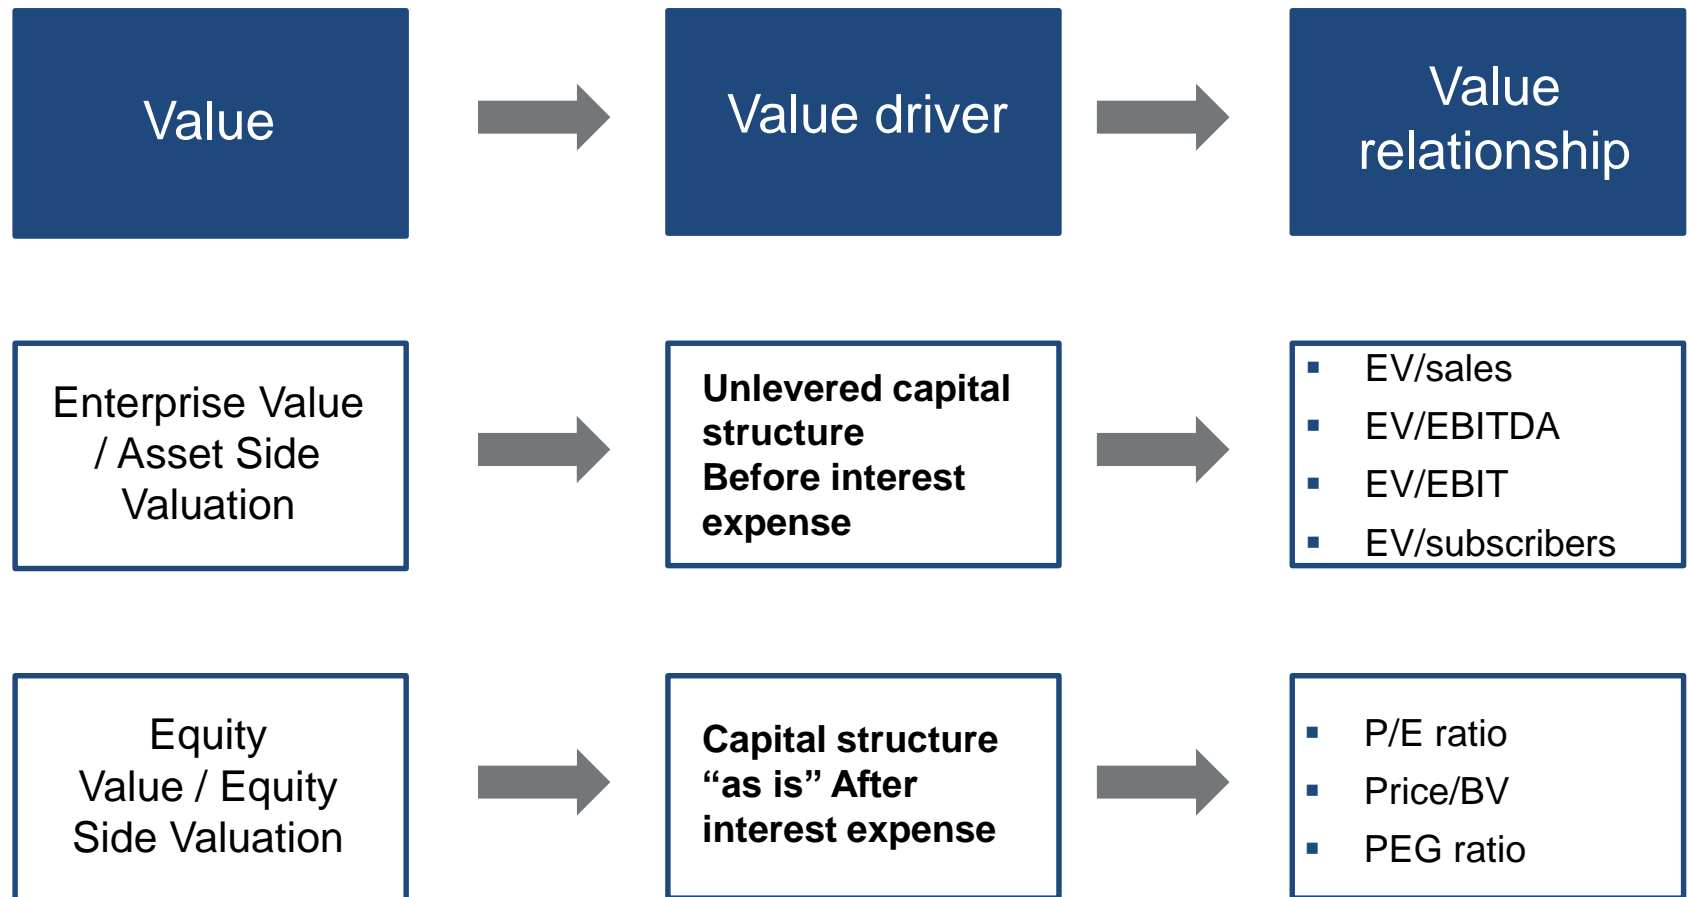 Value
Value driver
Value
relationship
Enterprise Value
/ Asset Side
Valuation
Unlevered capital
structure
Before interest
expense
▪ EV/sales
▪ EV/EBITDA
▪ EV/EBIT
▪ EV/subscribers
Equity
Value / Equity
Side Valuation
Capital structure
“as is” After
interest expense
▪ P/E ratio
▪ Price/BV
▪ PEG ratio